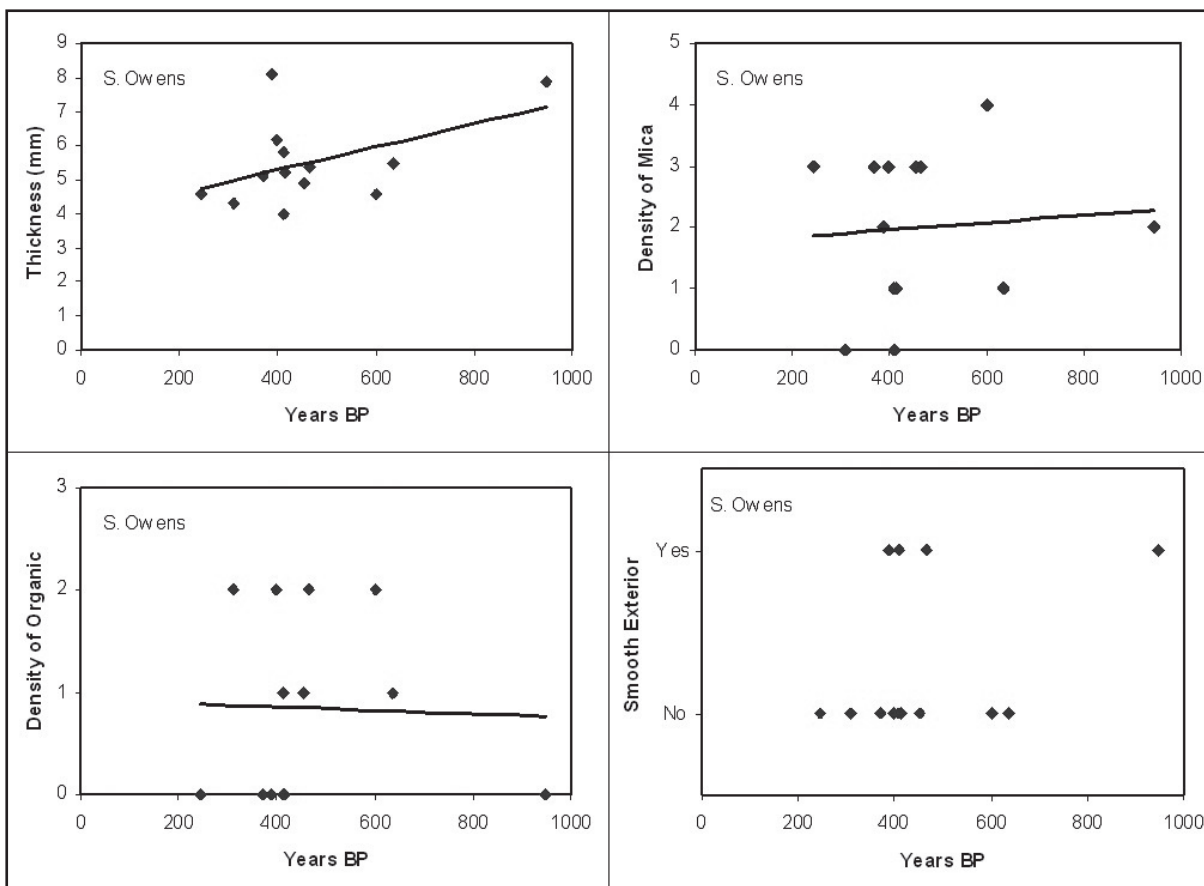 S. Owens
Thickness (mm)
9
8
7
6
5
4
3
2
1
0
0 200 400 600 800 1000
Years BP
S. Owens
Density of Mica
5
4
3
2
1
0
0 200 400 600 800 1000
Years BP
S. Owens
Density of Organic
3
2
1
0
0 200 400 600 800 1000
Years BP
S. Owens
Smooth Exterior
Yes
No
0 200 400 600 800 1000
Years BP